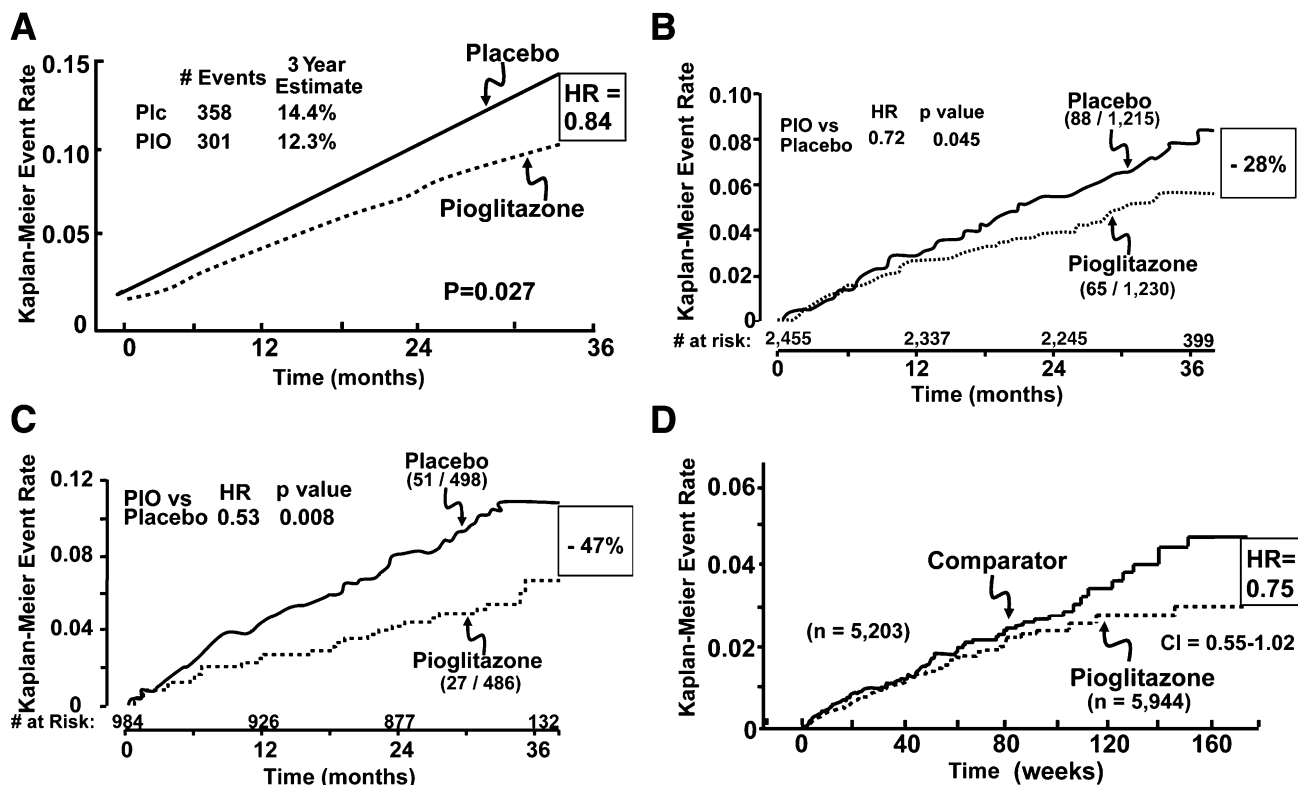 A
Kaplan-Meier Event Rate
0.15
0.10
0.05
0
# Events
3 Year
Estimate
Plc 358 14.4%
PIO 301 12.3%
Placebo
HR =
0.84
Pioglitazone
P=0.027
0 12 24 36
Time (months)
B
Kaplan-Meier Event Rate
0.10
0.08
0.06
0.04
0.02
0
HR p value
PIO vs
Placebo 0.72 0.045
Placebo
(88 / 1,215)
- 28%
Pioglitazone
(65 / 1,230)
# at risk: 2,455 2,337 2,245 399
0 12 24 36
Time (months)
C
Kaplan-Meier Event Rate
0.12
0.08
0.04
0
PIO vs HR p value
Placebo 0.53 0.008
Placebo
(51 / 498)
- 47%
Pioglitazone
(27 / 486)
# at Risk: 984 926 877 132
0 12 24 36
Time (months)
D
Kaplan-Meier Event Rate
0.06
0.04
0.02
0
Comparator
(n = 5,203)
HR=
0.75
CI = 0.55-1.02
Pioglitazone
(n = 5,944)
0 40 80 120 160
Time (weeks)